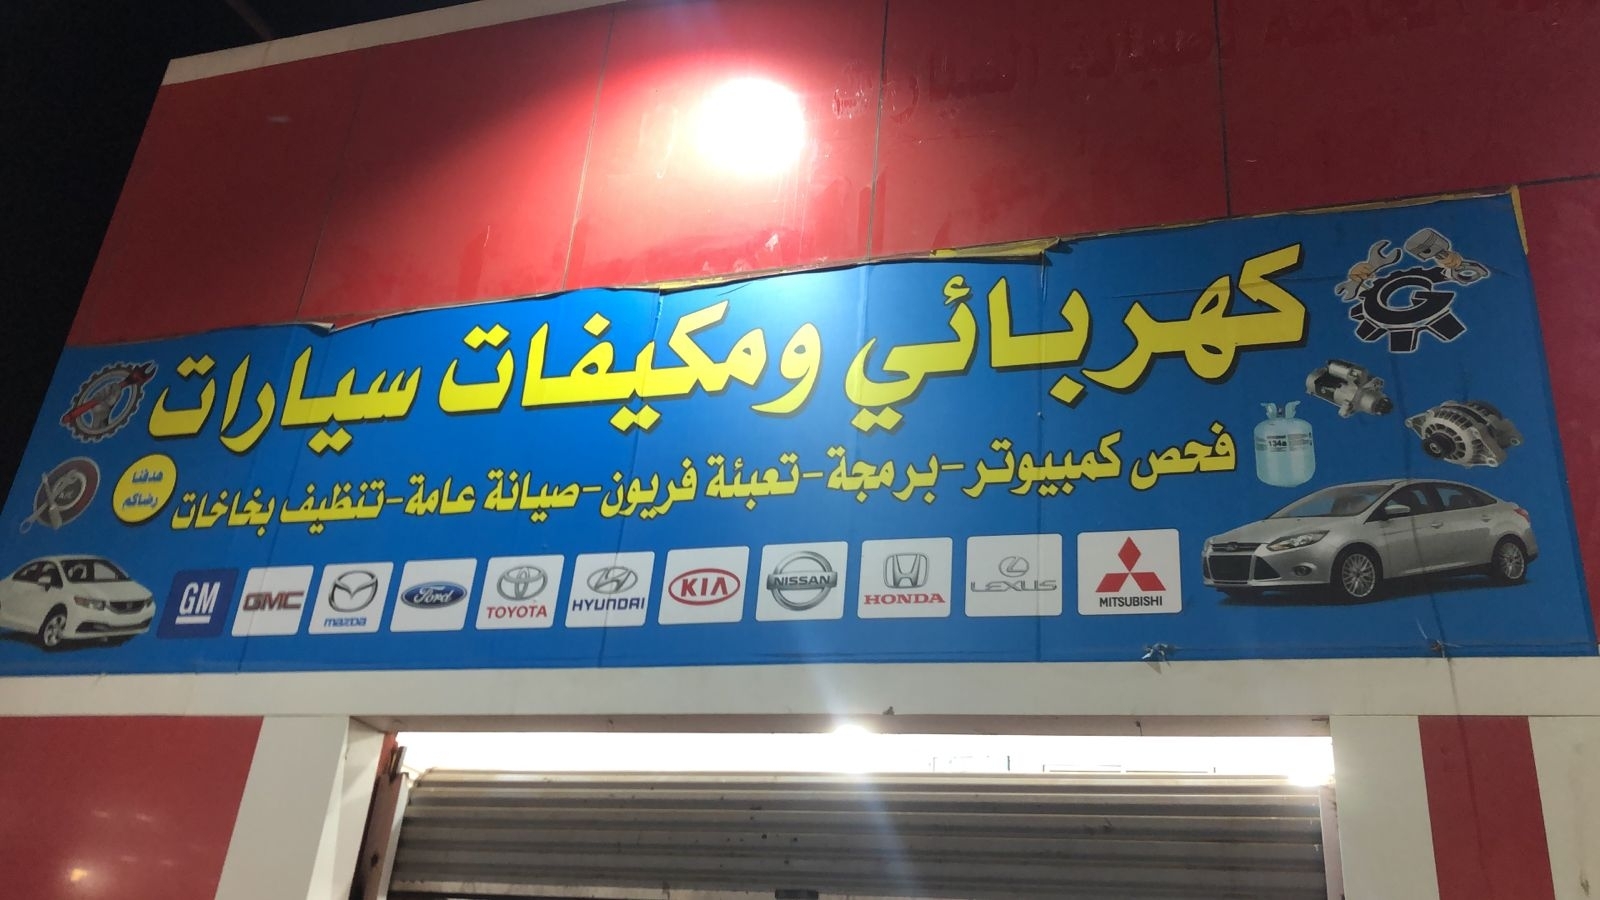 كهربائي ومكيفات سيارات
فحص كمبيوتر - برمجة - تعبئة فريون - صيانة عامة - تنظيف بخاخات
هدفنا
رضاكم
G
134a
GM
GMC
mazda
Ford
TOYOTA
HYUNDAI
KIA
NISSAN
HONDA
LEXUS
MITSUBISHI